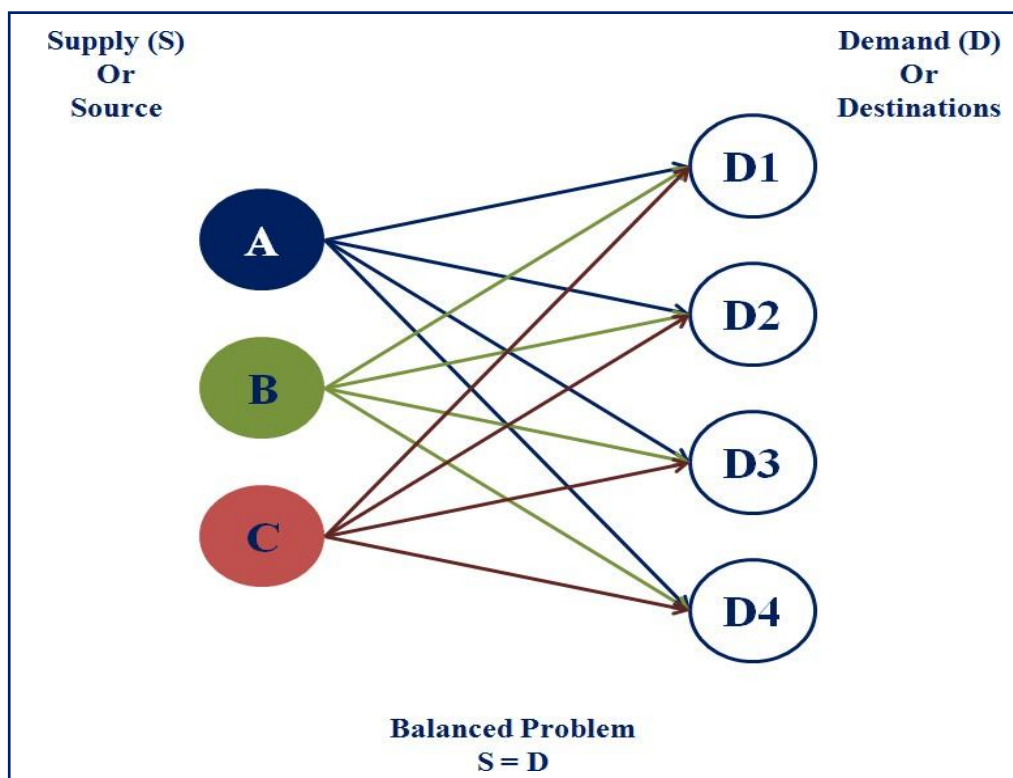 Supply (S)
Or
Source
Demand (D)
Or
Destinations
A
B
C
D1
D2
D3
D4
Balanced Problem
S = D